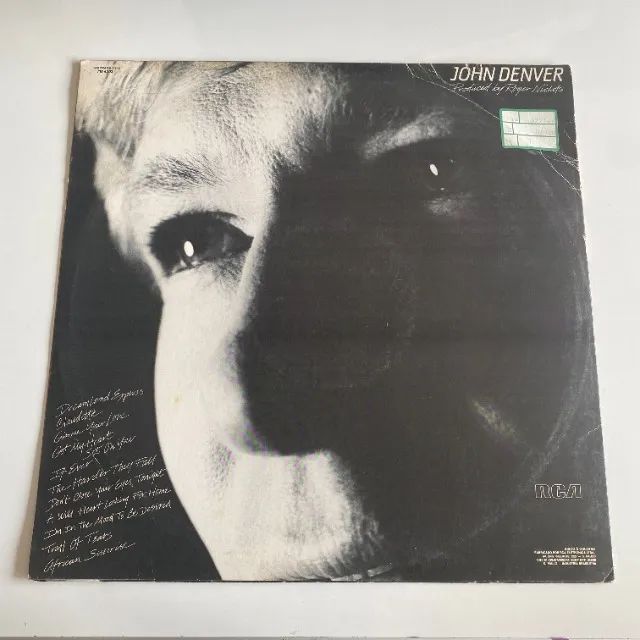 JOHN DENVER
Produced by Roger Nichols
Dreamland Express
Claudette
Gimme Your Love
Got My Heart
Set On You
If Ever
The Harder They Fall
Don't Close Your Eyes, Tonight
A Wild Heart Looking For Home
I'm In The Mood To Be Desired
Trail Of Tears
African Sunrise
RCA